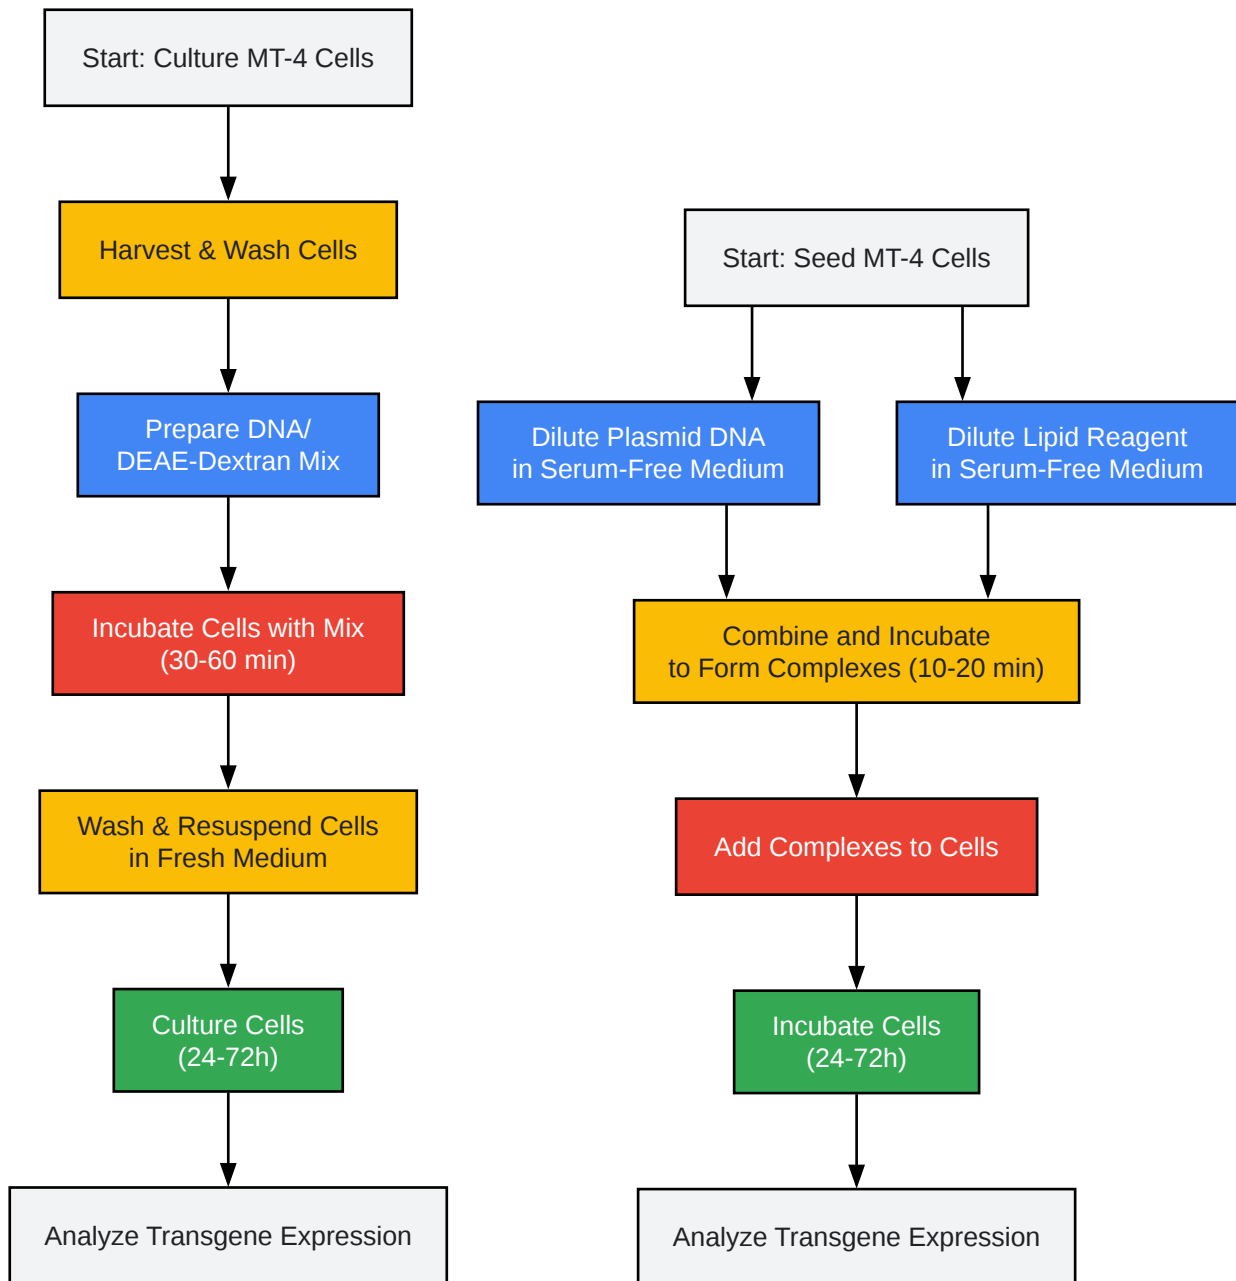 Start: Culture MT-4 Cells
Harvest & Wash Cells
Prepare DNA/
DEAE-Dextran Mix
Incubate Cells with Mix
(30-60 min)
Wash & Resuspend Cells
in Fresh Medium
Culture Cells
(24-72h)
Analyze Transgene Expression
Start: Seed MT-4 Cells
Dilute Plasmid DNA
in Serum-Free Medium
Dilute Lipid Reagent
in Serum-Free Medium
Combine and Incubate
to Form Complexes (10-20 min)
Add Complexes to Cells
Incubate Cells
(24-72h)
Analyze Transgene Expression